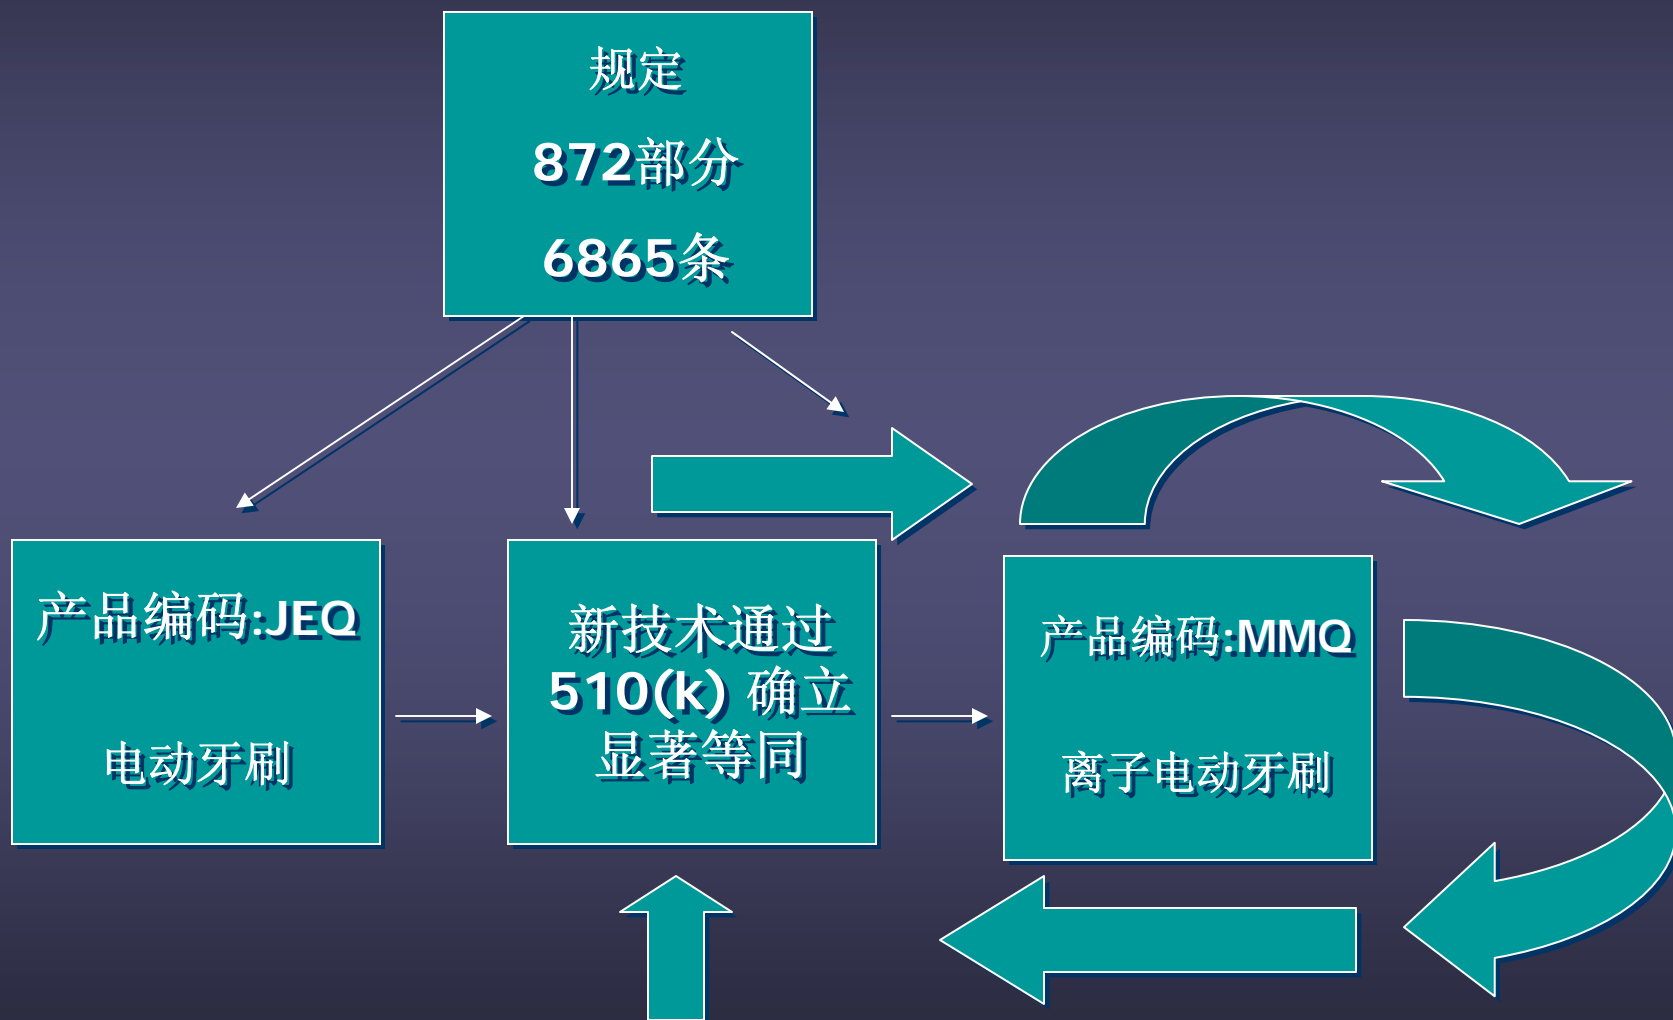 规定
872部分
6865条
产品编码:JEQ
电动牙刷
新技术通过
510(k) 确立
显著等同
产品编码:MMQ
离子电动牙刷